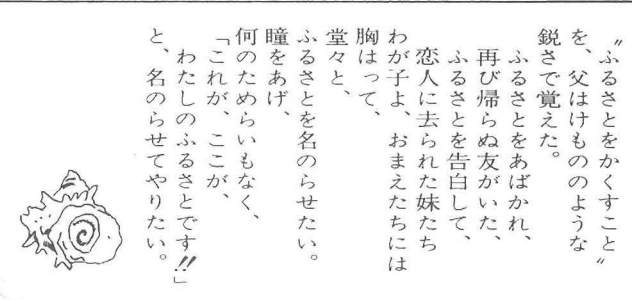 〝ふるさとをかくすこと〟
を、父はけもののような
鋭さで覚えた。
ふるさとをあばかれ、
再び帰らぬ友がいた、
ふるさとを告白して、
恋人に去られた妹たち
わが子よ、おまえたちには
胸はって、
堂々と、
ふるさとを名のらせたい。
瞳をあげ、
何のためらいもなく、
「これが、ここが、
わたしのふるさとです!!」
と、名のらせてやりたい。